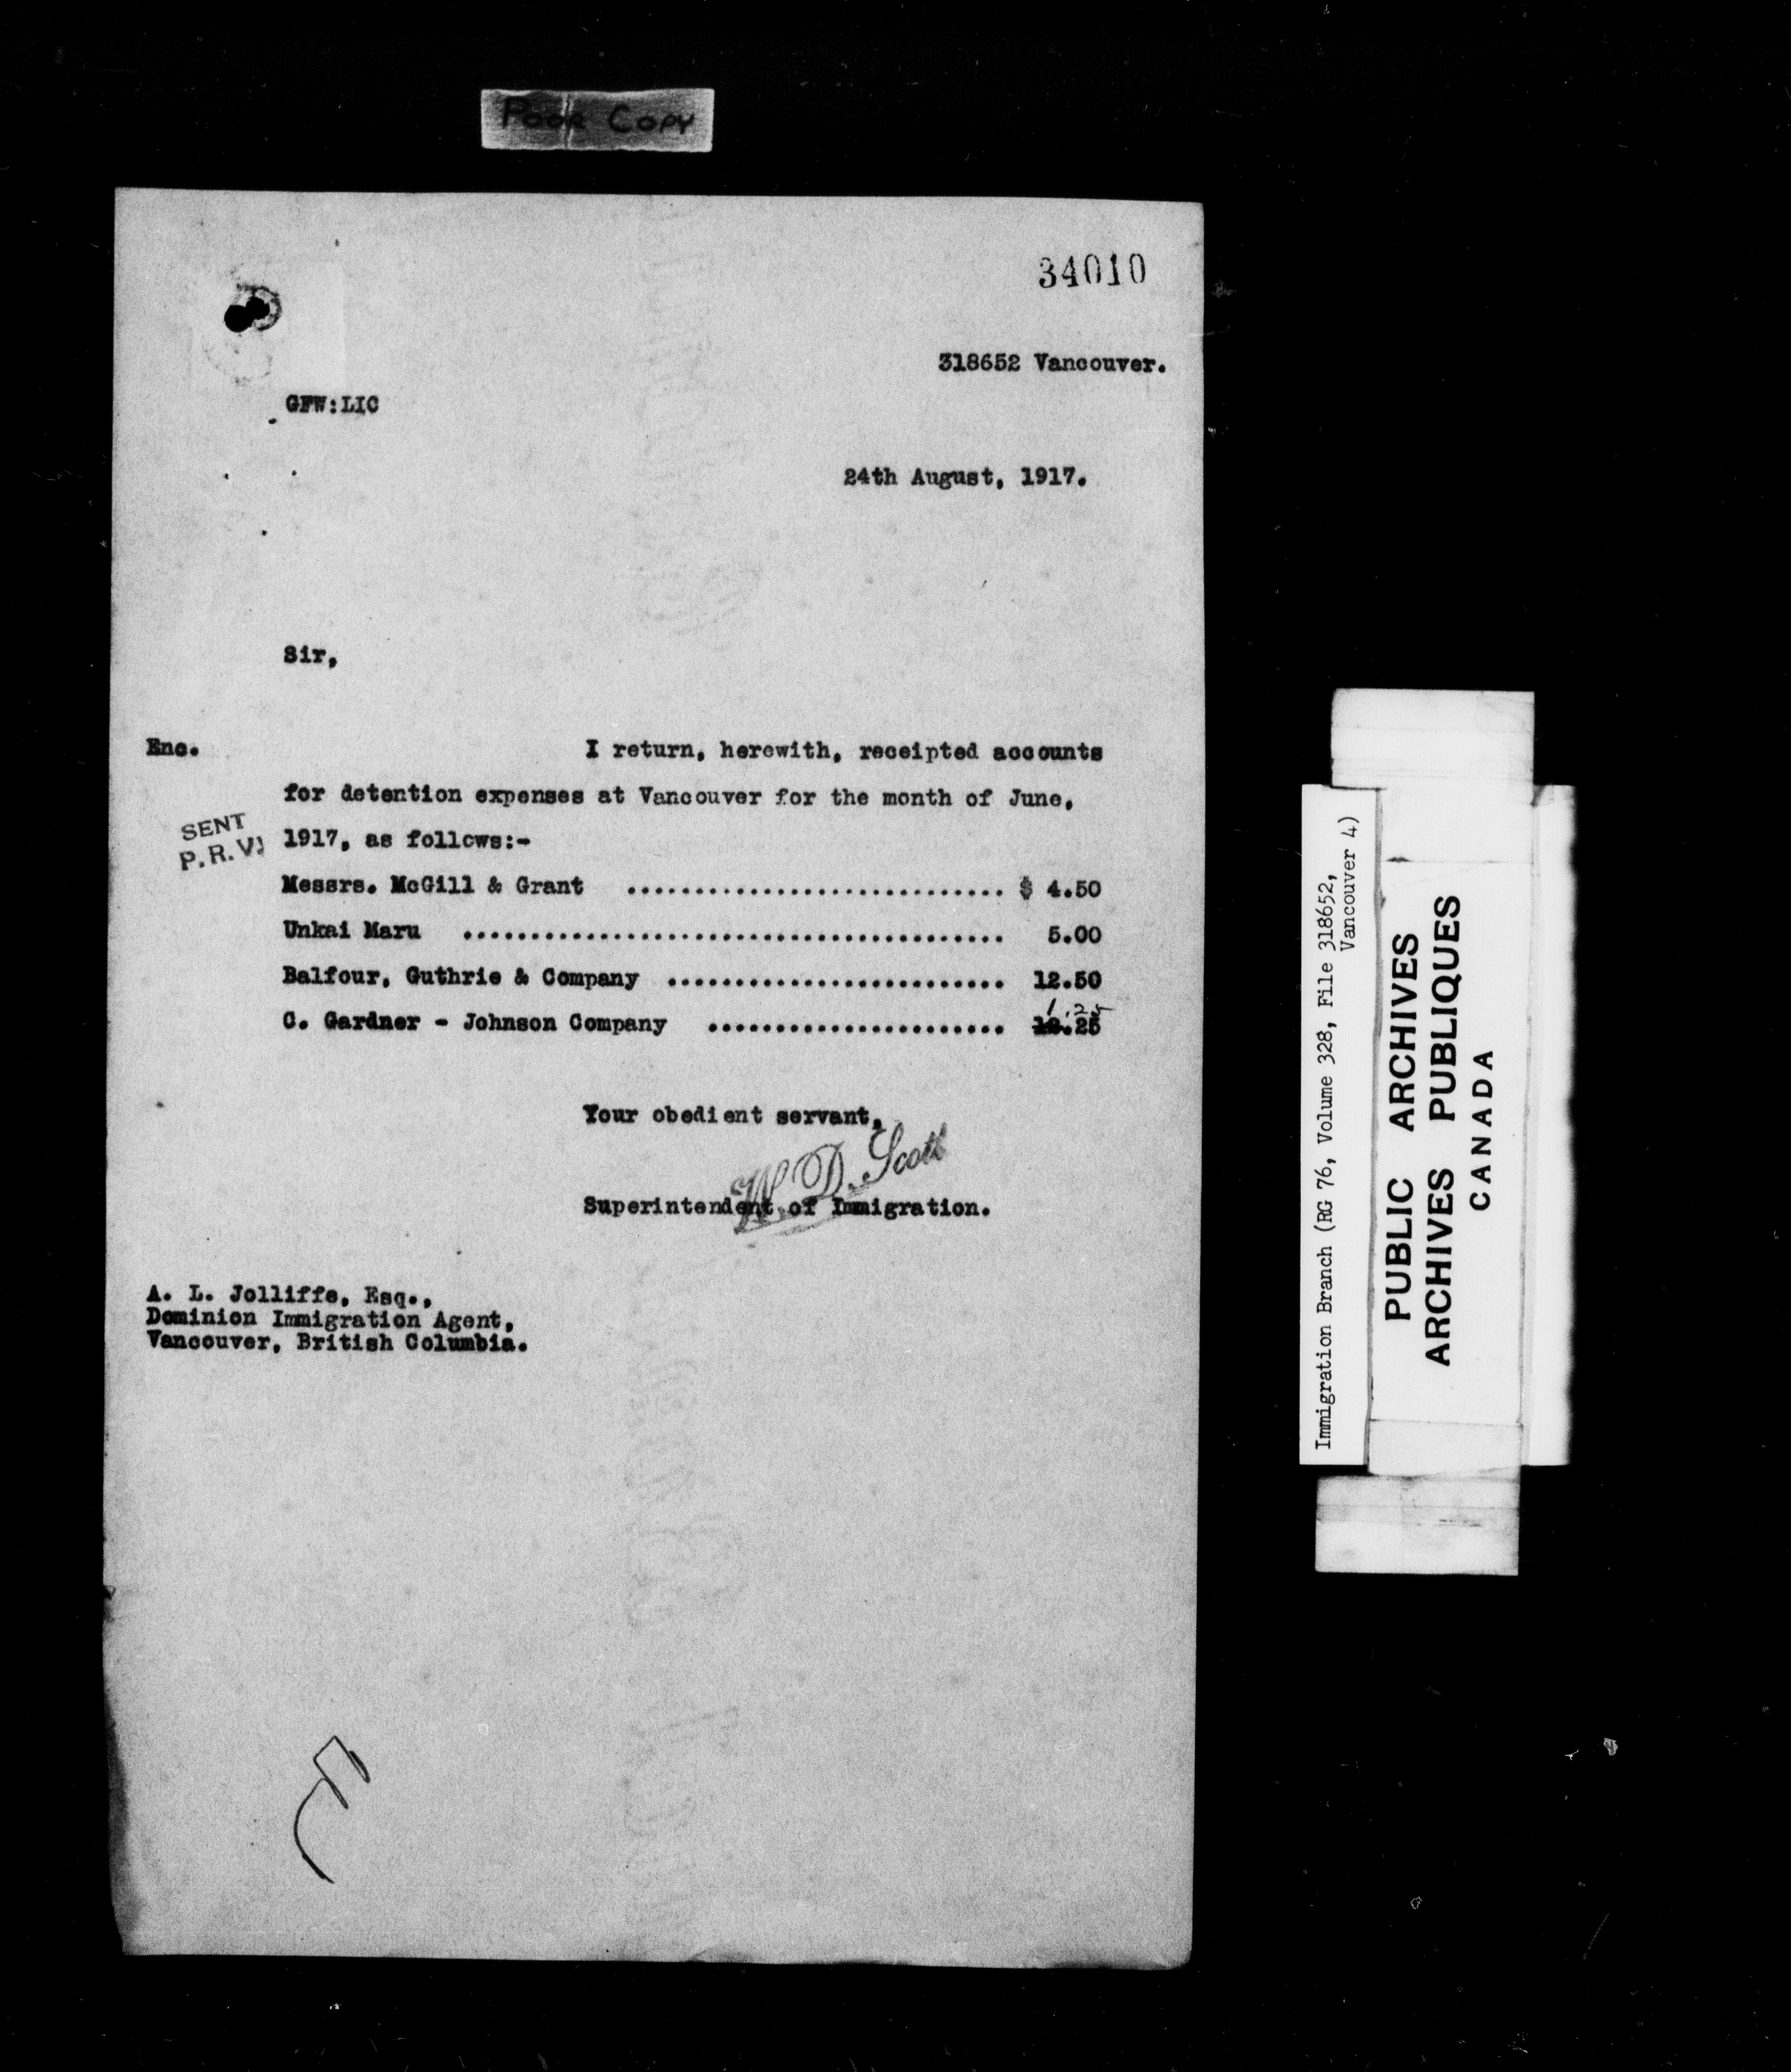 Poor Copy
34010
318652 Vancouver.
GFW:LIC
24th August, 1917.
Sir,
Enc.
I return, herewith, receipted accounts
for detention expenses at Vancouver for the month of June,
1917, as follows:-
SENT
P.R.V.
Messrs. McGill & Grant ............................ $ 4.50
Unkai Maru ........................................ 5.00
Balfour, Guthrie & Company ......................... 12.50
1.25
C. Gardner - Johnson Company ...................... 12.25
Your obedient servant,
W. D. Scott
Superintendent of Immigration.
A. L. Jolliffe, Esq.,
Dominion Immigration Agent,
Vancouver, British Columbia.
Immigration Branch (RG 76, Volume 328, File 318652,
Vancouver 4)
PUBLIC ARCHIVES
ARCHIVES PUBLIQUES
CANADA